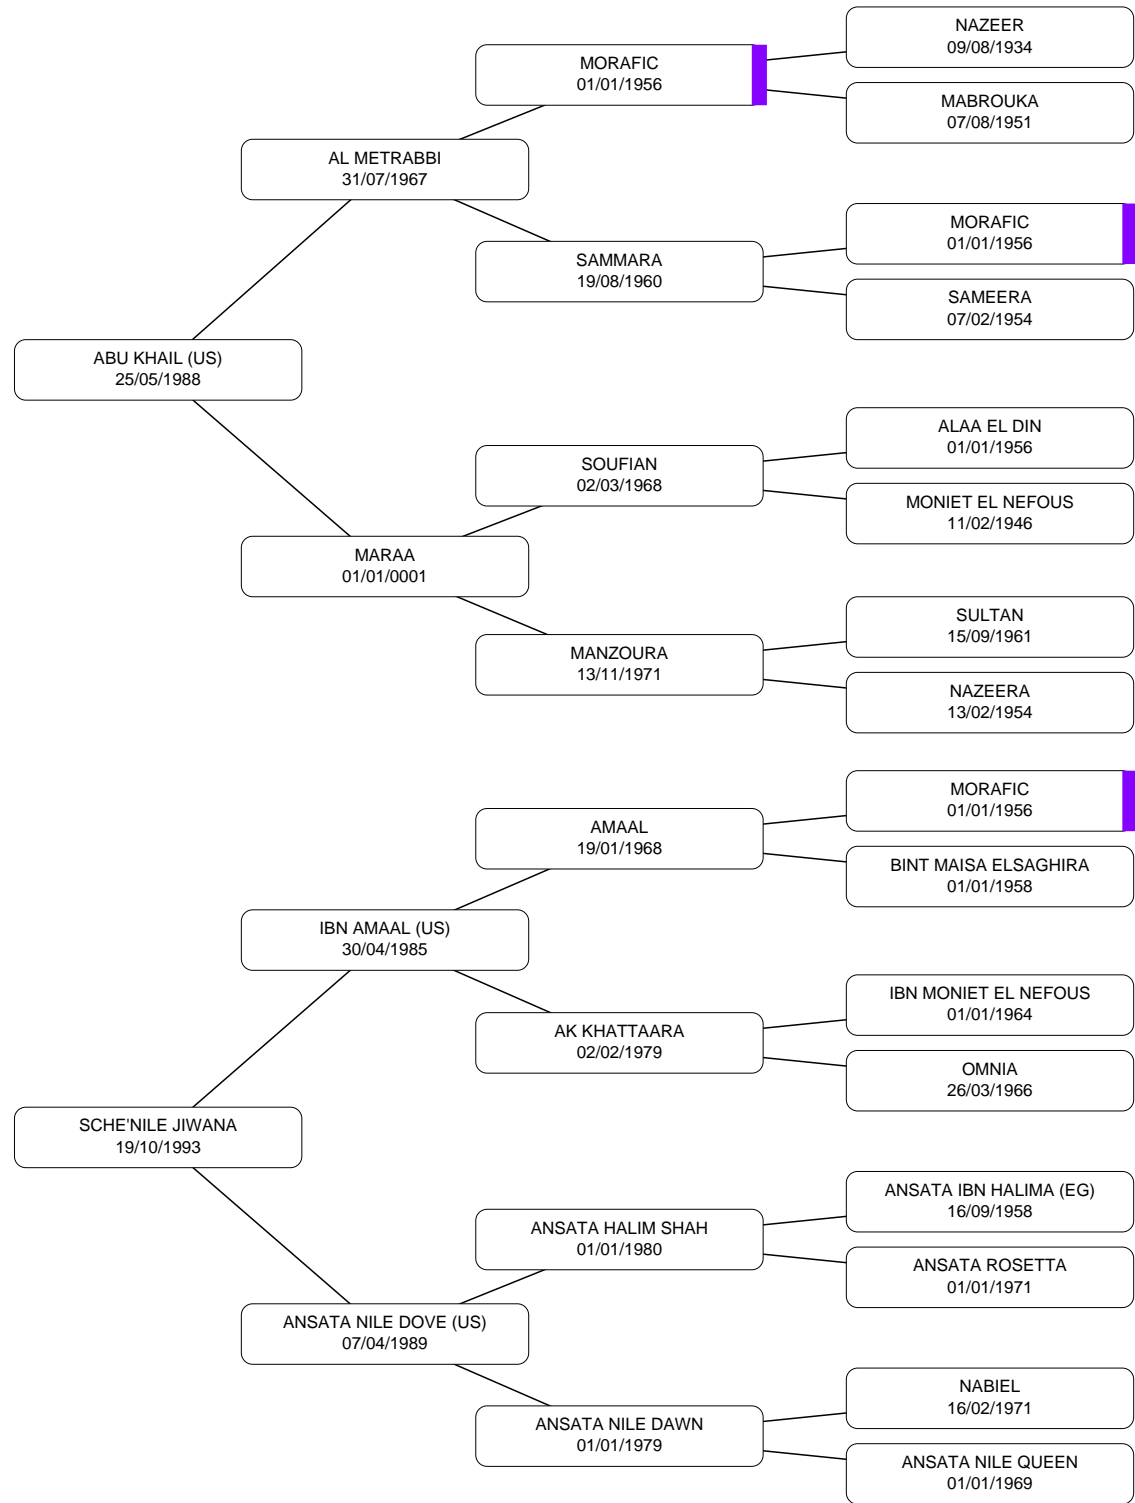 NAZEER
09/08/1934
MORAFIC
01/01/1956
MABROUKA
07/08/1951
AL METRABBI
31/07/1967
MORAFIC
01/01/1956
SAMMARA
19/08/1960
SAMEERA
07/02/1954
ABU KHAIL (US)
25/05/1988
ALAA EL DIN
01/01/1956
SOUFIAN
02/03/1968
MONIET EL NEFOUS
11/02/1946
MARAA
01/01/0001
SULTAN
15/09/1961
MANZOURA
13/11/1971
NAZEERA
13/02/1954
MORAFIC
01/01/1956
AMAAL
19/01/1968
BINT MAISA ELSAGHIRA
01/01/1958
IBN AMAAL (US)
30/04/1985
IBN MONIET EL NEFOUS
01/01/1964
AK KHATTAARA
02/02/1979
OMNIA
26/03/1966
SCHE'NILE JIWANA
19/10/1993
ANSATA IBN HALIMA (EG)
16/09/1958
ANSATA HALIM SHAH
01/01/1980
ANSATA ROSETTA
01/01/1971
ANSATA NILE DOVE (US)
07/04/1989
NABIEL
16/02/1971
ANSATA NILE DAWN
01/01/1979
ANSATA NILE QUEEN
01/01/1969